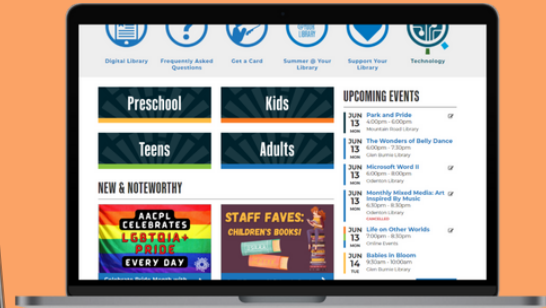 Digital Library
Frequently Asked
Questions
Get a Card
Summer @ Your
Library
Support Your
Library
Technology
Preschool
Kids
Teens
Adults
UPCOMING EVENTS
JUN
13
MON
Park and Pride
4:00pm - 6:00pm
Mountain Road Library
JUN
13
MON
The Wonders of Belly Dance
6:00pm - 7:30pm
Glen Burnie Library
JUN
13
MON
Microsoft Word II
6:00pm - 8:00pm
Odenton Library
JUN
13
MON
Monthly Mixed Media: Art
Inspired By Music
6:30pm - 8:30pm
Odenton Library
CANCELLED
JUN
13
MON
Life on Other Worlds
7:00pm - 8:30pm
Online Events
JUN
14
TUE
Babies in Bloom
9:30am - 10:00am
Glen Burnie Library
NEW & NOTEWORTHY
AACPL
CELEBRATES
LGBTQIA+
PRIDE
EVERY DAY
Celebrate Pride Month with
STAFF FAVES:
CHILDREN'S BOOKS!